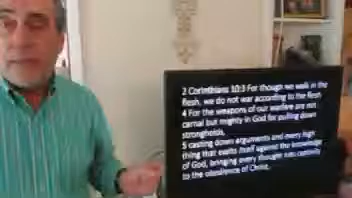 2 Corinthians 10:3 For though we walk in the
flesh, we do not war according to the flesh
4 For the weapons of our warfare are not
carnal but mighty in God for pulling down
strongholds,
5 casting down arguments and every high
thing that exalts itself against the knowledge
of God, bringing every thought into captivity
to the obedience of Christ,